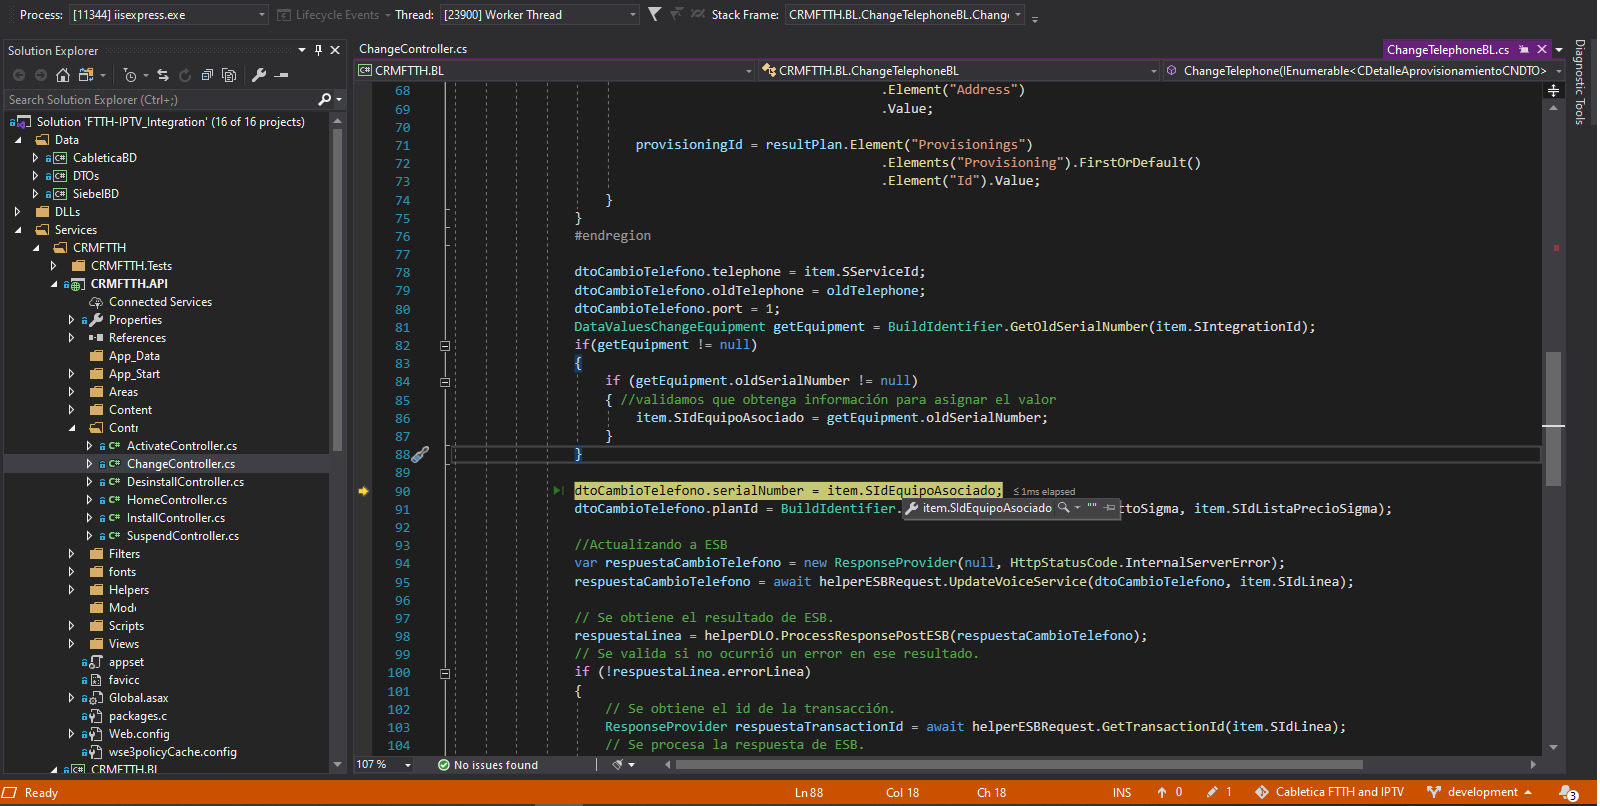 Process: [11344] iisexpress.exe Lifecycle Events Thread: [23900] Worker Thread Stack Frame: CRMFTTH.BL.ChangeTelephoneBL.Chang
Solution Explorer
Search Solution Explorer (Ctrl+;)
Solution 'FTTH-IPTV_Integration' (16 of 16 projects)
Data
CableticaBD
DTOs
SiebelBD
DLLs
Services
CRMFTTH
CRMFTTH.Tests
CRMFTTH.API
Connected Services
Properties
References
App_Data
App_Start
Areas
Content
Contr
ActivateController.cs
ChangeController.cs
DesinstallController.cs
HomeController.cs
InstallController.cs
SuspendController.cs
Filters
fonts
Helpers
Mode
Scripts
Views
appset
favicc
Global.asax
packages.c
Web.config
wse3policyCache.config
CRMFTTH.BL
ChangeController.cs
ChangeTelephoneBL.cs
CRMFTTH.BL
CRMFTTH.BL.ChangeTelephoneBL
ChangeTelephone(IEnumerable<CDetalleAprovisionamientoCNDTO>
68 .Element("Address")
69 .Value;
70
71 provisioningId = resultPlan.Element("Provisionings")
72 .Elements("Provisioning").FirstOrDefault()
73 .Element("Id").Value;
74 }
75 }
76 #endregion
77
78 dtoCambioTelefono.telephone = item.SServiceId;
79 dtoCambioTelefono.oldTelephone = oldTelephone;
80 dtoCambioTelefono.port = 1;
81 DataValuesChangeEquipment getEquipment = BuildIdentifier.GetOldSerialNumber(item.SIntegrationId);
82 if(getEquipment != null)
83 {
84 if (getEquipment.oldSerialNumber != null)
85 { //validamos que obtenga información para asignar el valor
86 item.SIdEquipoAsociado = getEquipment.oldSerialNumber;
87 }
88 }
89
90 dtoCambioTelefono.serialNumber = item.SIdEquipoAsociado; ≤1ms elapsed
91 dtoCambioTelefono.planId = BuildIdentifier. ctoSigma, item.SIdListaPrecioSigma);
item.SIdEquipoAsociado ""
92
93 //Actualizando a ESB
94 var respuestaCambioTelefono = new ResponseProvider(null, HttpStatusCode.InternalServerError);
95 respuestaCambioTelefono = await helperESBRequest.UpdateVoiceService(dtoCambioTelefono, item.SIdLinea);
96
97 // Se obtiene el resultado de ESB.
98 respuestaLinea = helperDLO.ProcessResponsePostESB(respuestaCambioTelefono);
99 // Se valida si no ocurrió un error en ese resultado.
100 if (!respuestaLinea.errorLinea)
101 {
102 // Se obtiene el id de la transacción.
103 ResponseProvider respuestaTransactionId = await helperESBRequest.GetTransactionId(item.SIdLinea);
104 // Se procesa la respuesta de ESB.
107 % No issues found
Diagnostic Tools
Ready Ln 88 Col 18 Ch 18 INS 0 1 Cabletica FTTH and IPTV development 3